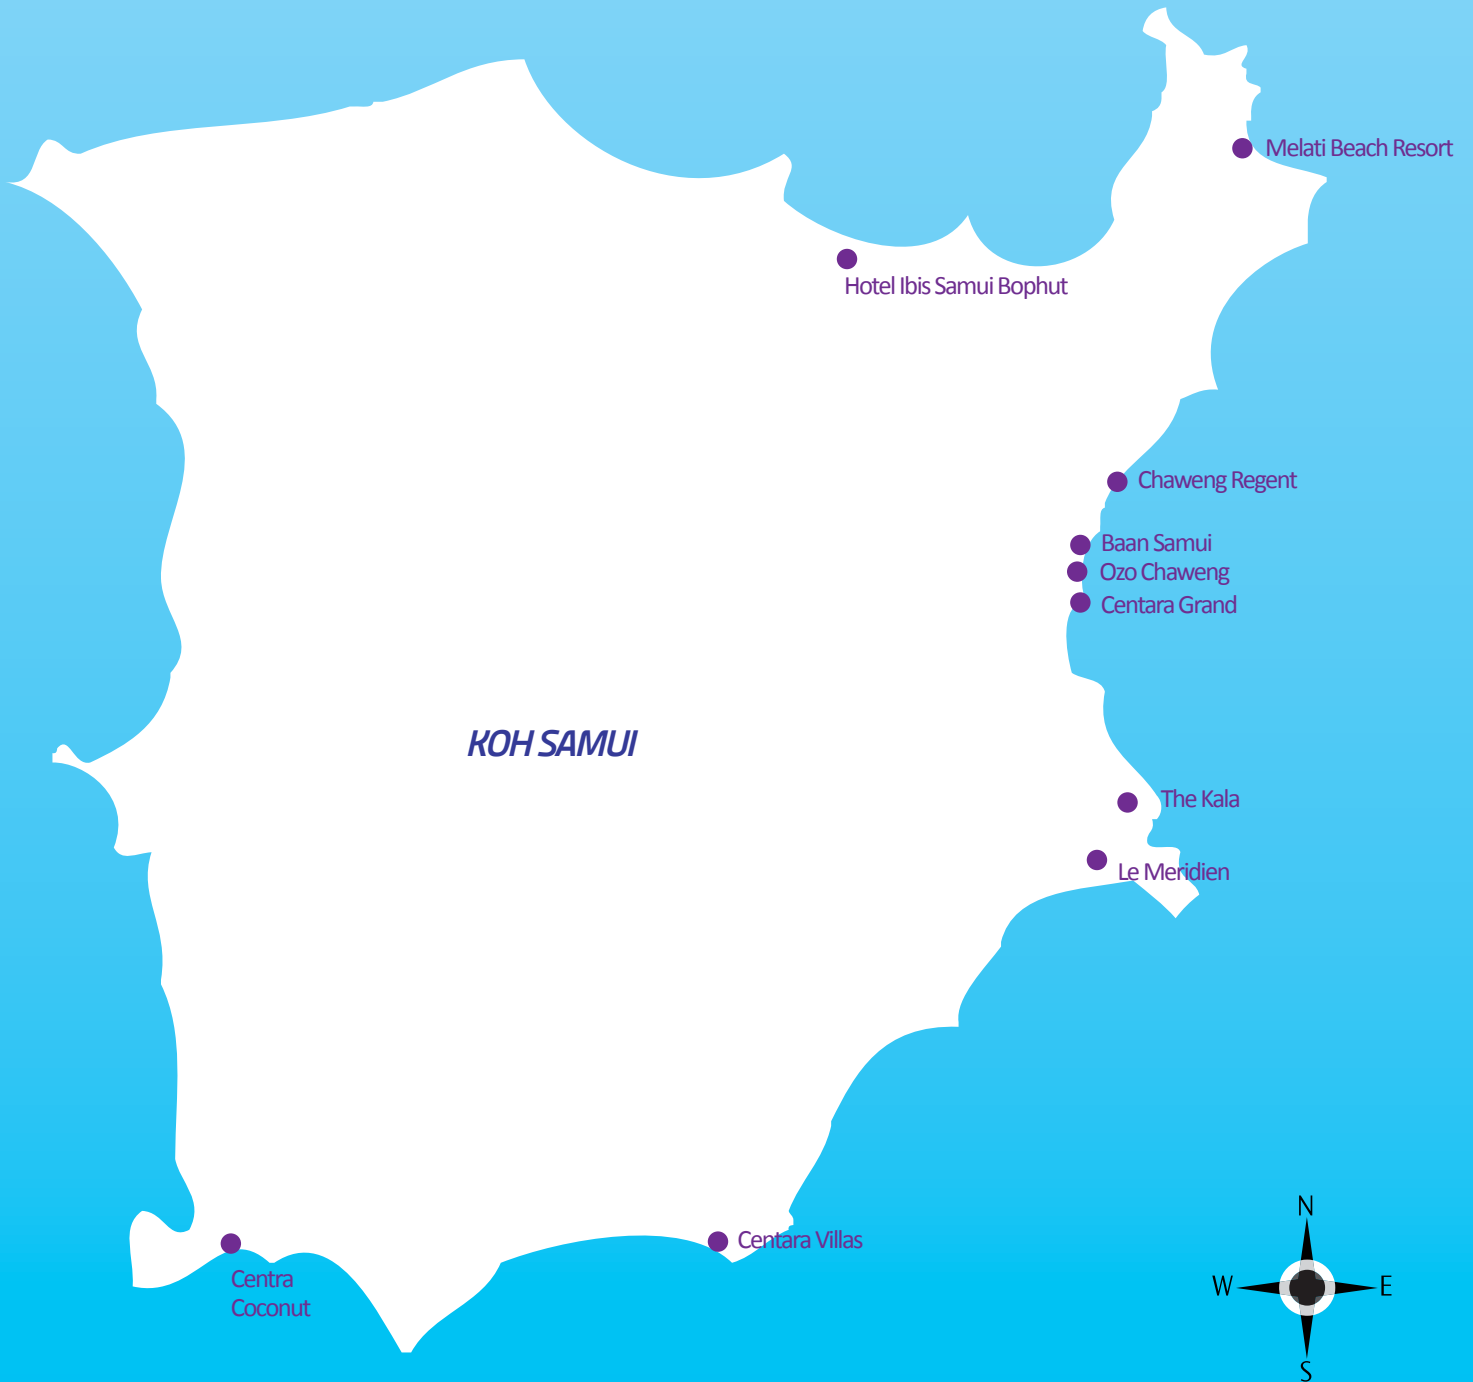 Melati Beach Resort
Hotel Ibis Samui Bophut
Chaweng Regent
Baan Samui
Ozo Chaweng
Centara Grand
KOH SAMUI
The Kala
Le Meridien
Centara Villas
Centra
Coconut
N
W
E
S